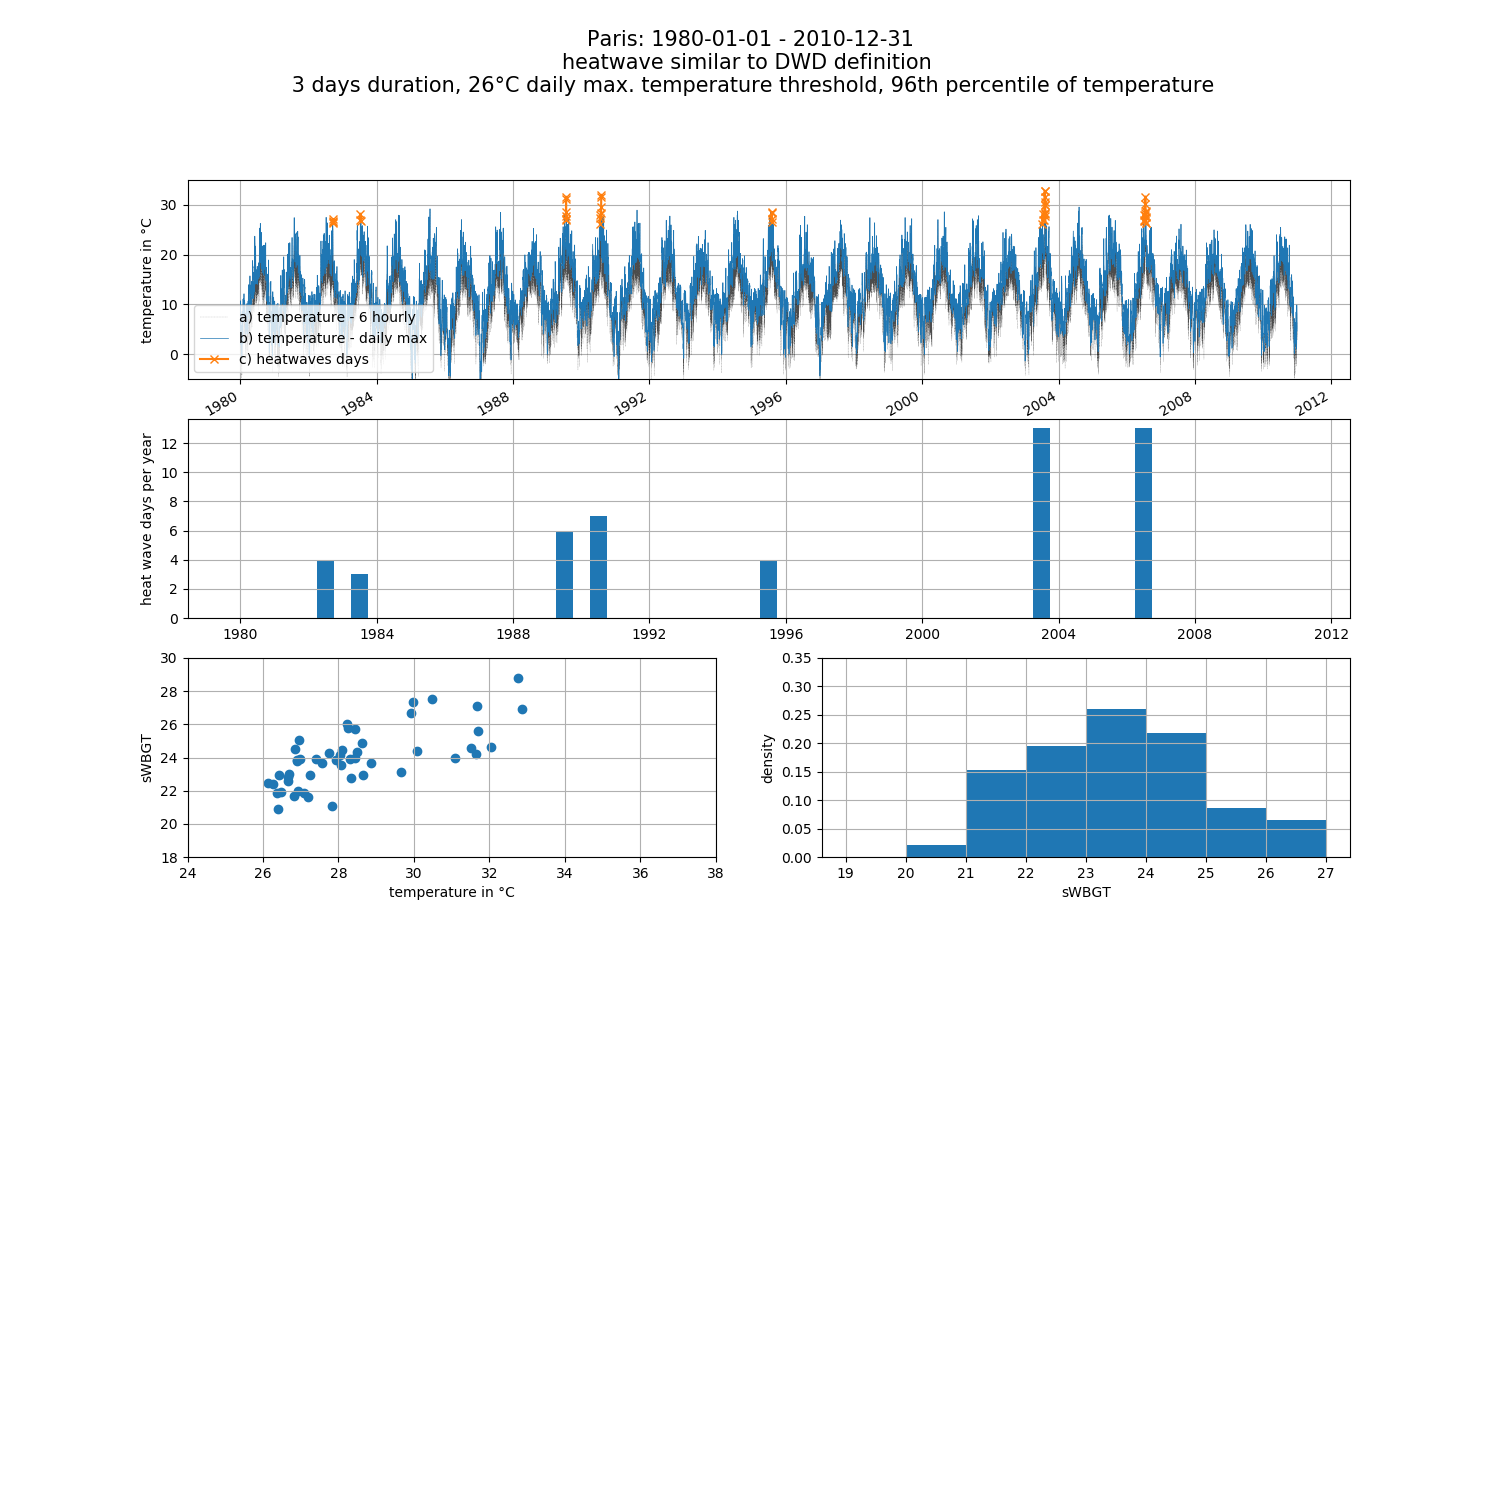 Paris: 1980-01-01 - 2010-12-31
heatwave similar to DWD definition
3 days duration, 26°C daily max. temperature threshold, 96th percentile of temperature
temperature in °C
30
20
10
0
a) temperature - 6 hourly
b) temperature - daily max
c) heatwaves days
1980 1984 1988 1992 1996 2000 2004 2008 2012
heat wave days per year
12
10
8
6
4
2
0
1980 1984 1988 1992 1996 2000 2004 2008 2012
sWBGT
30
28
26
24
22
20
18
24 26 28 30 32 34 36 38
temperature in °C
density
0.35
0.30
0.25
0.20
0.15
0.10
0.05
0.00
19 20 21 22 23 24 25 26 27
sWBGT